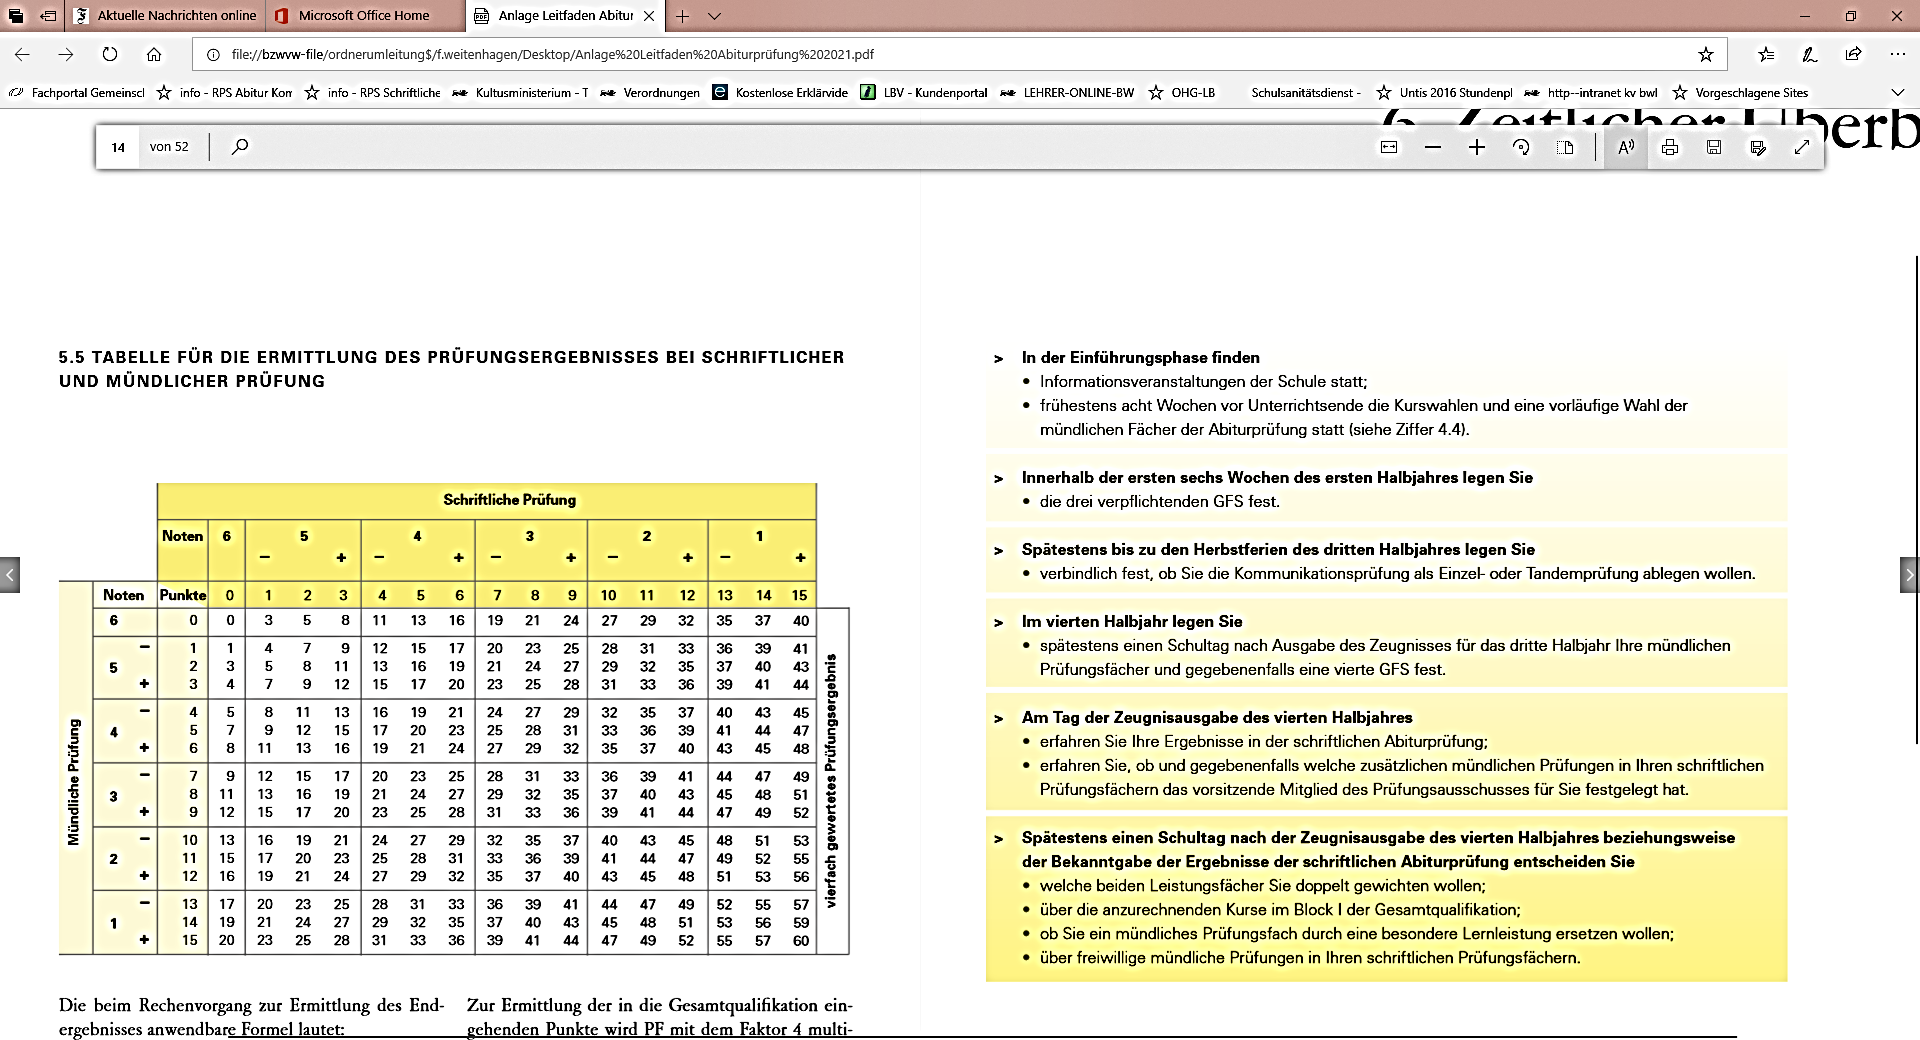 Aktuelle Nachrichten online
Microsoft Office Home
Anlage Leitfaden Abitur
file://bzwvw-file/ordnerumleitung$/f.weitenhagen/Desktop/Anlage%20Leitfaden%20Abiturprüfung%202021.pdf
Fachportal Gemeinscl
info - RPS Abitur Kom
info - RPS Schriftliche
Kultusministerium - T
Verordnungen
Kostenlose Erklärvide
LBV - Kundenportal
LEHRER-ONLINE-BW
OHG-LB
Schulsanitätsdienst -
Untis 2016 Stundenpl
http--intranet kv bwl
Vorgeschlagene Sites
14 von 52
5.5 TABELLE FÜR DIE ERMITTLUNG DES PRÜFUNGSERGEBNISSES BEI SCHRIFTLICHER
UND MÜNDLICHER PRÜFUNG
Schriftliche Prüfung
Noten 6 5 4 3 2 1
− + − + − + − + − +
Noten Punkte 0 1 2 3 4 5 6 7 8 9 10 11 12 13 14 15
6 0 0 3 5 8 11 13 16 19 21 24 27 29 32 35 37 40
− 1 1 4 7 9 12 15 17 20 23 25 28 31 33 36 39 41
5 2 3 5 8 11 13 16 19 21 24 27 29 32 35 37 40 43
+ 3 4 7 9 12 15 17 20 23 25 28 31 33 36 39 41 44
− 4 5 8 11 13 16 19 21 24 27 29 32 35 37 40 43 45
4 5 7 9 12 15 17 20 23 25 28 31 33 36 39 41 44 47
+ 6 8 11 13 16 19 21 24 27 29 32 35 37 40 43 45 48
− 7 9 12 15 17 20 23 25 28 31 33 36 39 41 44 47 49
3 8 11 13 16 19 21 24 27 29 32 35 37 40 43 45 48 51
+ 9 12 15 17 20 23 25 28 31 33 36 39 41 44 47 49 52
− 10 13 16 19 21 24 27 29 32 35 37 40 43 45 48 51 53
2 11 15 17 20 23 25 28 31 33 36 39 41 44 47 49 52 55
+ 12 16 19 21 24 27 29 32 35 37 40 43 45 48 51 53 56
− 13 17 20 23 25 28 31 33 36 39 41 44 47 49 52 55 57
1 14 19 21 24 27 29 32 35 37 40 43 45 48 51 53 56 59
+ 15 20 23 25 28 31 33 36 39 41 44 47 49 52 55 57 60
Mündliche Prüfung
vierfach gewertetes Prüfungsergebnis
Die beim Rechenvorgang zur Ermittlung des End-
ergebnisses anwendbare Formel lautet:
Zur Ermittlung der in die Gesamtqualifikation ein-
gehenden Punkte wird PF mit dem Faktor 4 multi-
6 Zeitlicher Überb
> In der Einführungsphase finden
• Informationsveranstaltungen der Schule statt;
• frühestens acht Wochen vor Unterrichtsende die Kurswahlen und eine vorläufige Wahl der
mündlichen Fächer der Abiturprüfung statt (siehe Ziffer 4.4).
> Innerhalb der ersten sechs Wochen des ersten Halbjahres legen Sie
• die drei verpflichtenden GFS fest.
> Spätestens bis zu den Herbstferien des dritten Halbjahres legen Sie
• verbindlich fest, ob Sie die Kommunikationsprüfung als Einzel- oder Tandemprüfung ablegen wollen.
> Im vierten Halbjahr legen Sie
• spätestens einen Schultag nach Ausgabe des Zeugnisses für das dritte Halbjahr Ihre mündlichen
Prüfungsfächer und gegebenenfalls eine vierte GFS fest.
> Am Tag der Zeugnisausgabe des vierten Halbjahres
• erfahren Sie Ihre Ergebnisse in der schriftlichen Abiturprüfung;
• erfahren Sie, ob und gegebenenfalls welche zusätzlichen mündlichen Prüfungen in Ihren schriftlichen
Prüfungsfächern das vorsitzende Mitglied des Prüfungsausschusses für Sie festgelegt hat.
> Spätestens einen Schultag nach der Zeugnisausgabe des vierten Halbjahres beziehungsweise
der Bekanntgabe der Ergebnisse der schriftlichen Abiturprüfung entscheiden Sie
• welche beiden Leistungsfächer Sie doppelt gewichten wollen;
• über die anzurechnenden Kurse im Block I der Gesamtqualifikation;
• ob Sie ein mündliches Prüfungsfach durch eine besondere Lernleistung ersetzen wollen;
• über freiwillige mündliche Prüfungen in Ihren schriftlichen Prüfungsfächern.